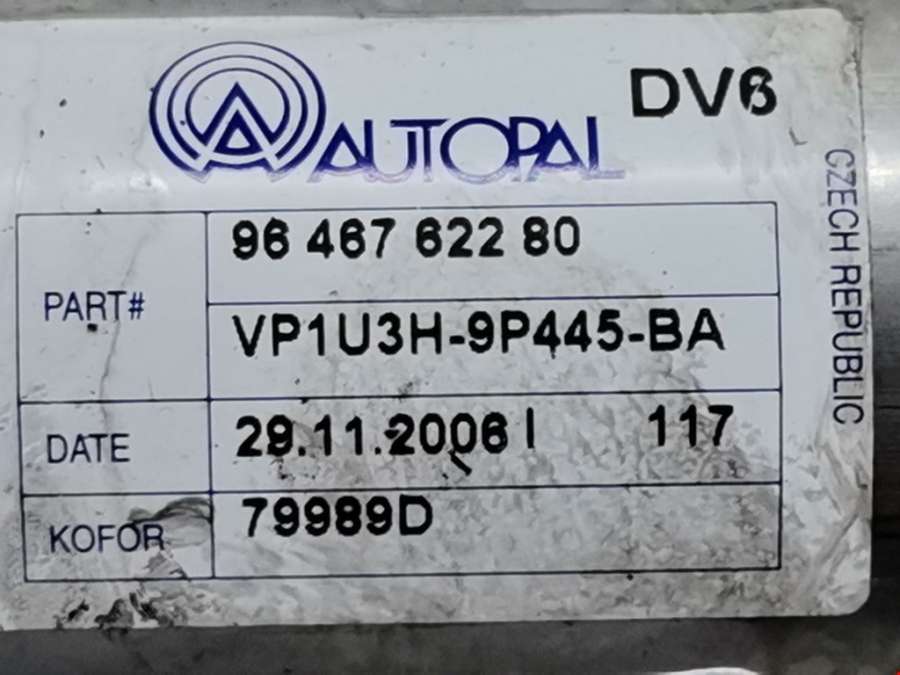 AUTOPAL
DV6
CZECH REPUBLIC
PART#
96 467 622 80
VP1U3H-9P445-BA
DATE
29.11.2006 I 117
KOFOR
79989D